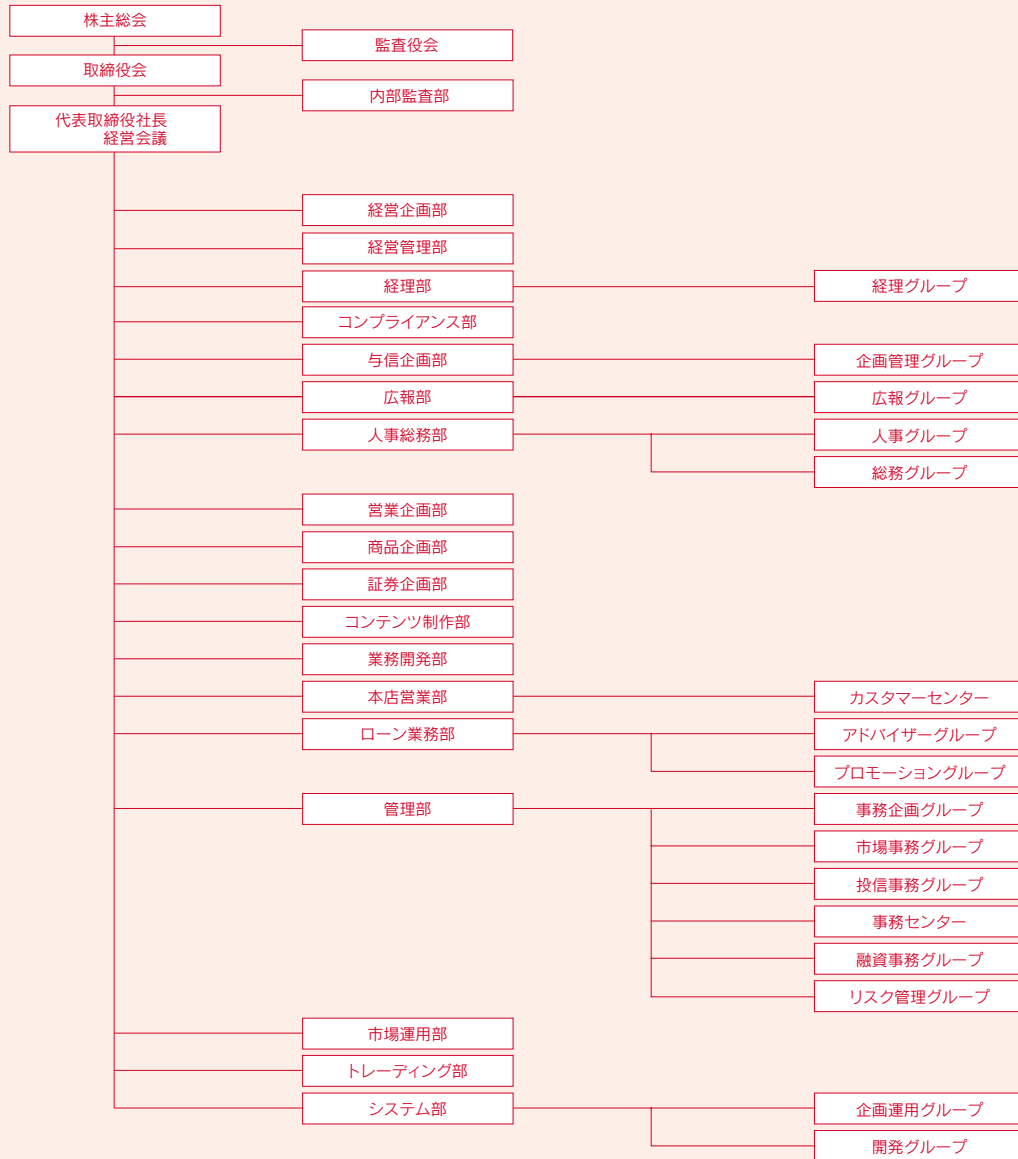 株主総会
監査役会
取締役会
内部監査部
代表取締役社長
経営会議
経営企画部
経営管理部
経理部
経理グループ
コンプライアンス部
与信企画部
企画管理グループ
広報部
広報グループ
人事総務部
人事グループ
総務グループ
営業企画部
商品企画部
証券企画部
コンテンツ制作部
業務開発部
本店営業部
カスタマーセンター
ローン業務部
アドバイザーグループ
プロモーショングループ
管理部
事務企画グループ
市場事務グループ
投信事務グループ
事務センター
融資事務グループ
リスク管理グループ
市場運用部
トレーディング部
システム部
企画運用グループ
開発グループ